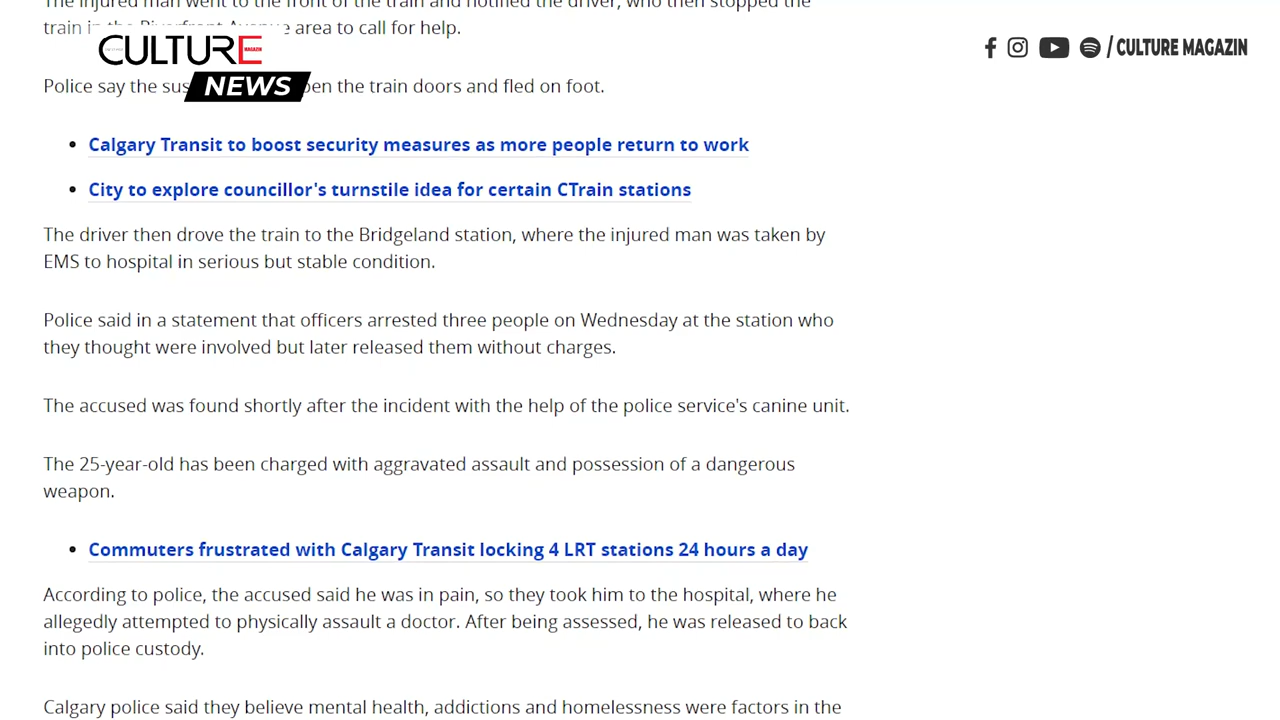 The injured man went to the front of the train and notified the driver, who then stopped the
train in the Riverfront Avenue area to call for help.
CULTURE
MAGAZIN
NEWS
/ CULTURE MAGAZIN
Police say the sus pen the train doors and fled on foot.
• Calgary Transit to boost security measures as more people return to work
• City to explore councillor's turnstile idea for certain CTrain stations
The driver then drove the train to the Bridgeland station, where the injured man was taken by
EMS to hospital in serious but stable condition.
Police said in a statement that officers arrested three people on Wednesday at the station who
they thought were involved but later released them without charges.
The accused was found shortly after the incident with the help of the police service's canine unit.
The 25-year-old has been charged with aggravated assault and possession of a dangerous
weapon.
• Commuters frustrated with Calgary Transit locking 4 LRT stations 24 hours a day
According to police, the accused said he was in pain, so they took him to the hospital, where he
allegedly attempted to physically assault a doctor. After being assessed, he was released to back
into police custody.
Calgary police said they believe mental health, addictions and homelessness were factors in the